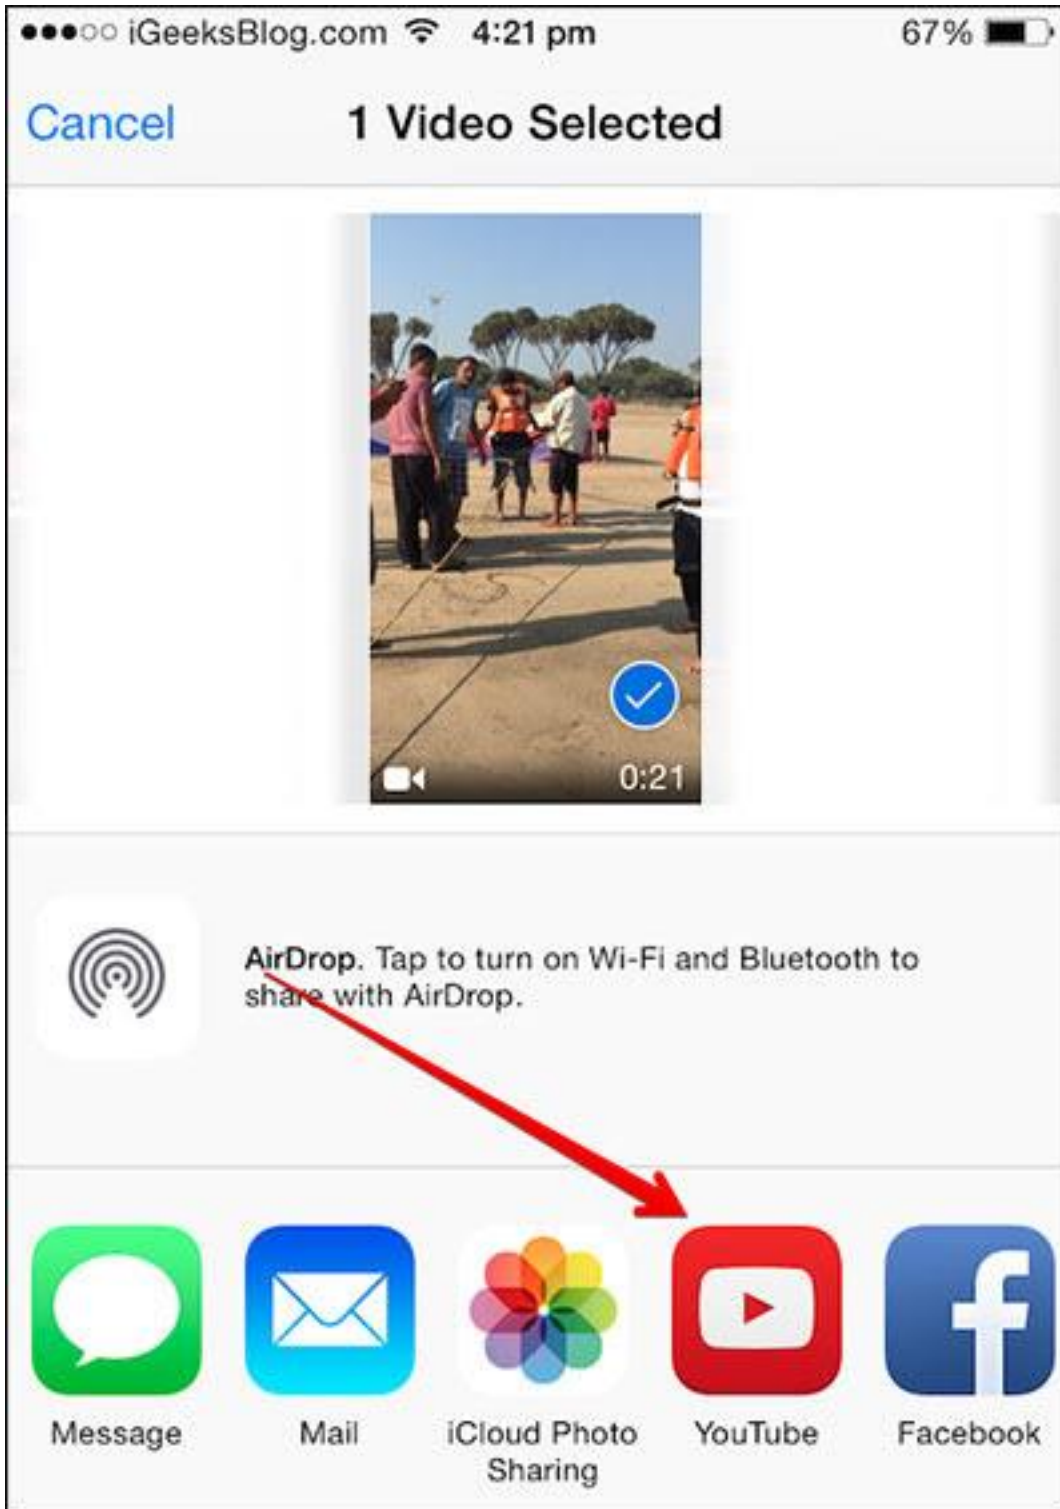 iGeeksBlog.com 4:21 pm 67%
Cancel 1 Video Selected
0:21
AirDrop. Tap to turn on Wi-Fi and Bluetooth to
share with AirDrop.
Message Mail iCloud Photo YouTube Facebook
Sharing